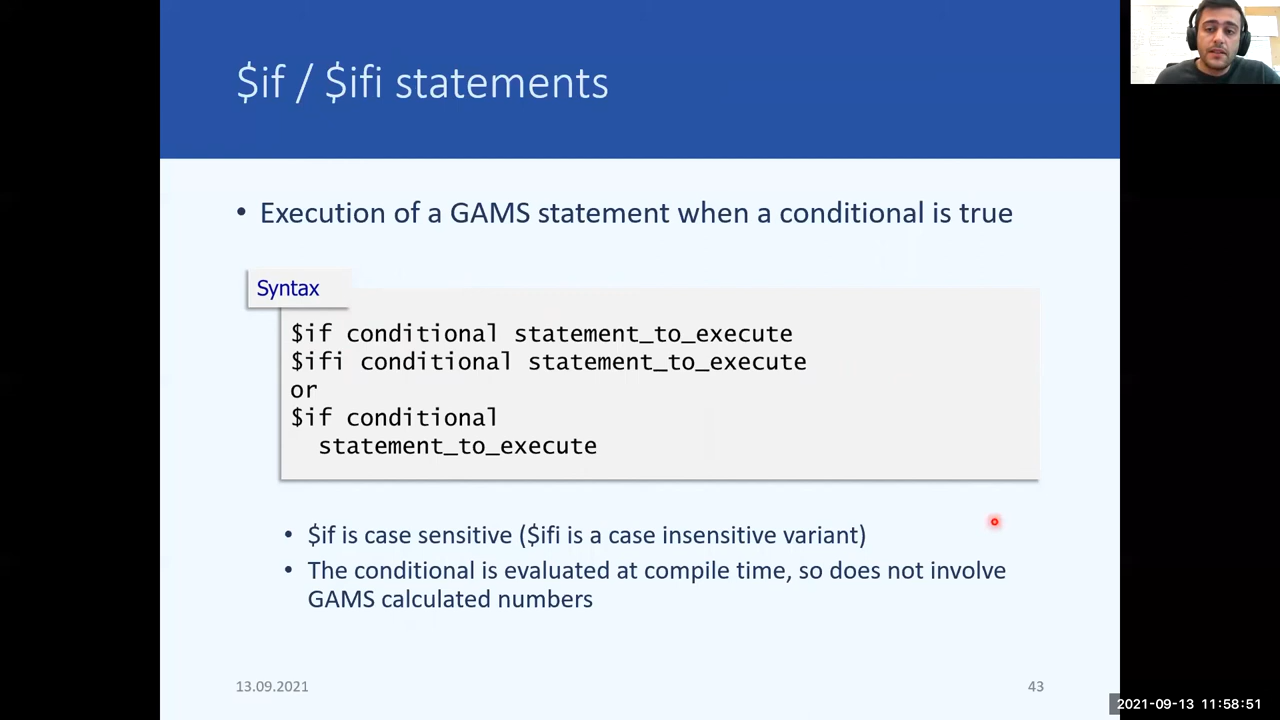 $if / $ifi statements
• Execution of a GAMS statement when a conditional is true
Syntax
$if conditional statement_to_execute
$ifi conditional statement_to_execute
or
$if conditional
statement_to_execute
• $if is case sensitive ($ifi is a case insensitive variant)
• The conditional is evaluated at compile time, so does not involve
GAMS calculated numbers
13.09.2021
43
2021-09-13 11:58:51